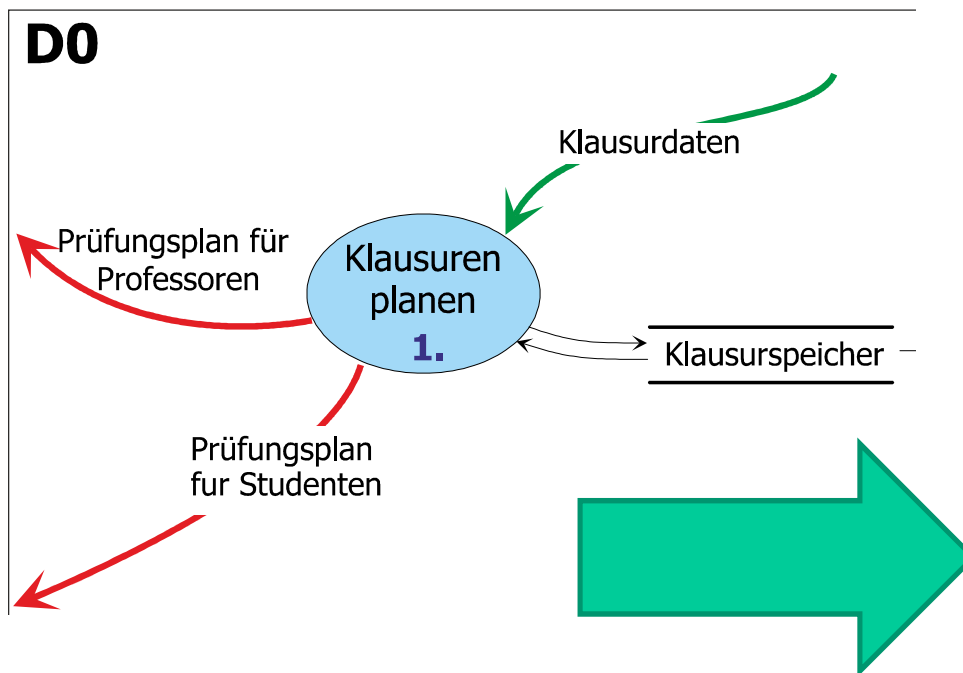 D0
Klausurdaten
Prüfungsplan für
Professoren
Klausuren
planen
1.
Klausurspeicher
Prüfungsplan
fur Studenten